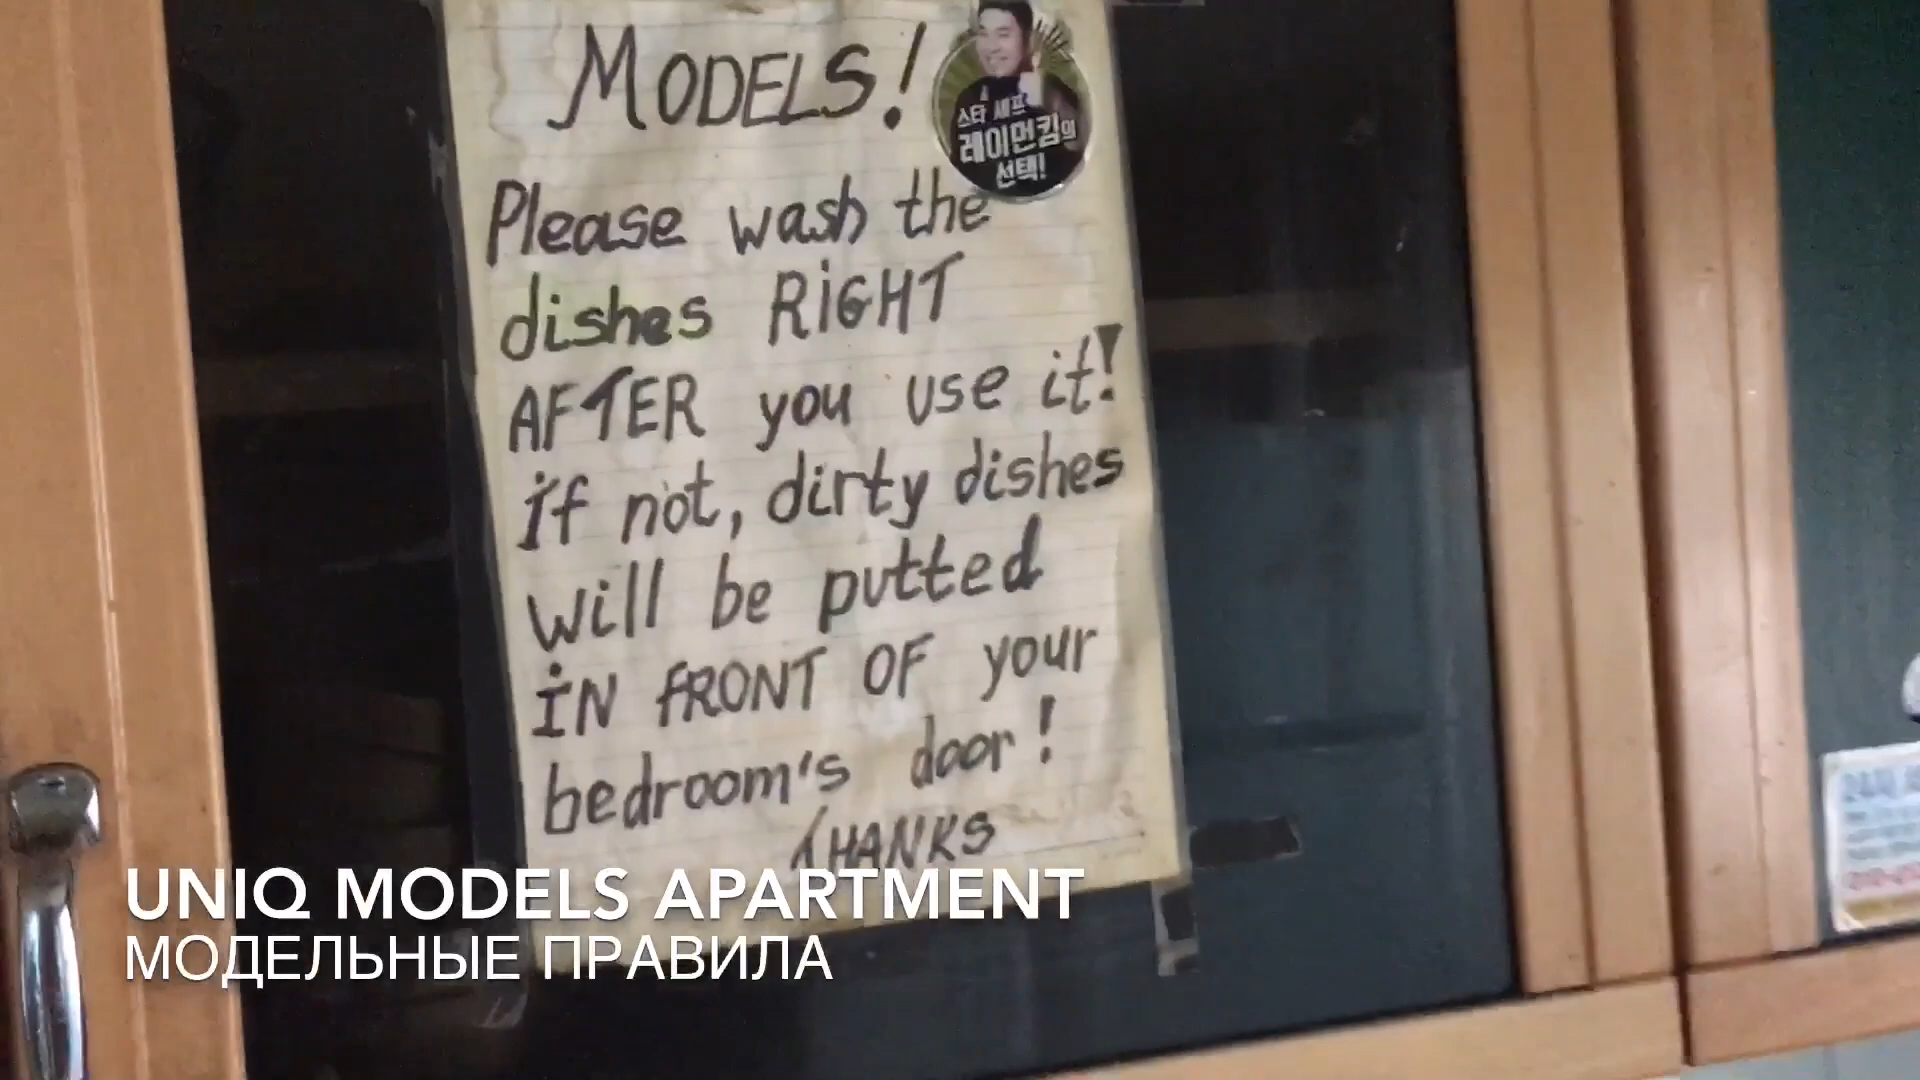 MODELS!
스타 셰프
레이먼킴의
선택!
Please wash the
dishes RiGHT
AFTER you use it!
if not, dirty dishes
will be putted
iN FRONT OF your
bedroom's door!
THANKS
UNIQ MODELS APARTMENT
МОДЕЛЬНЫЕ ПРАВИЛА